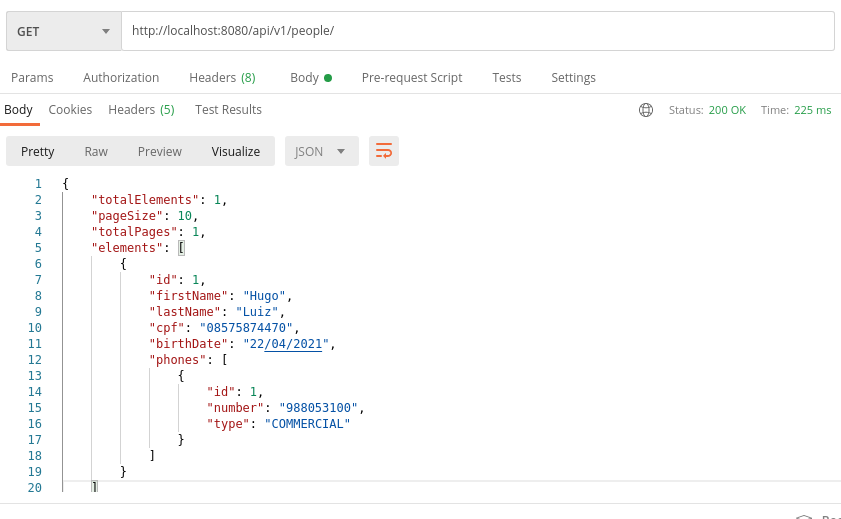 GET http://localhost:8080/api/v1/people/
Params Authorization Headers (8) Body Pre-request Script Tests Settings
Body Cookies Headers (5) Test Results Status: 200 OK Time: 225 ms
Pretty Raw Preview Visualize JSON
1 {
2 "totalElements": 1,
3 "pageSize": 10,
4 "totalPages": 1,
5 "elements": [
6 {
7 "id": 1,
8 "firstName": "Hugo",
9 "lastName": "Luiz",
10 "cpf": "08575874470",
11 "birthDate": "22/04/2021",
12 "phones": [
13 {
14 "id": 1,
15 "number": "988053100",
16 "type": "COMMERCIAL"
17 }
18 ]
19 }
20 ]